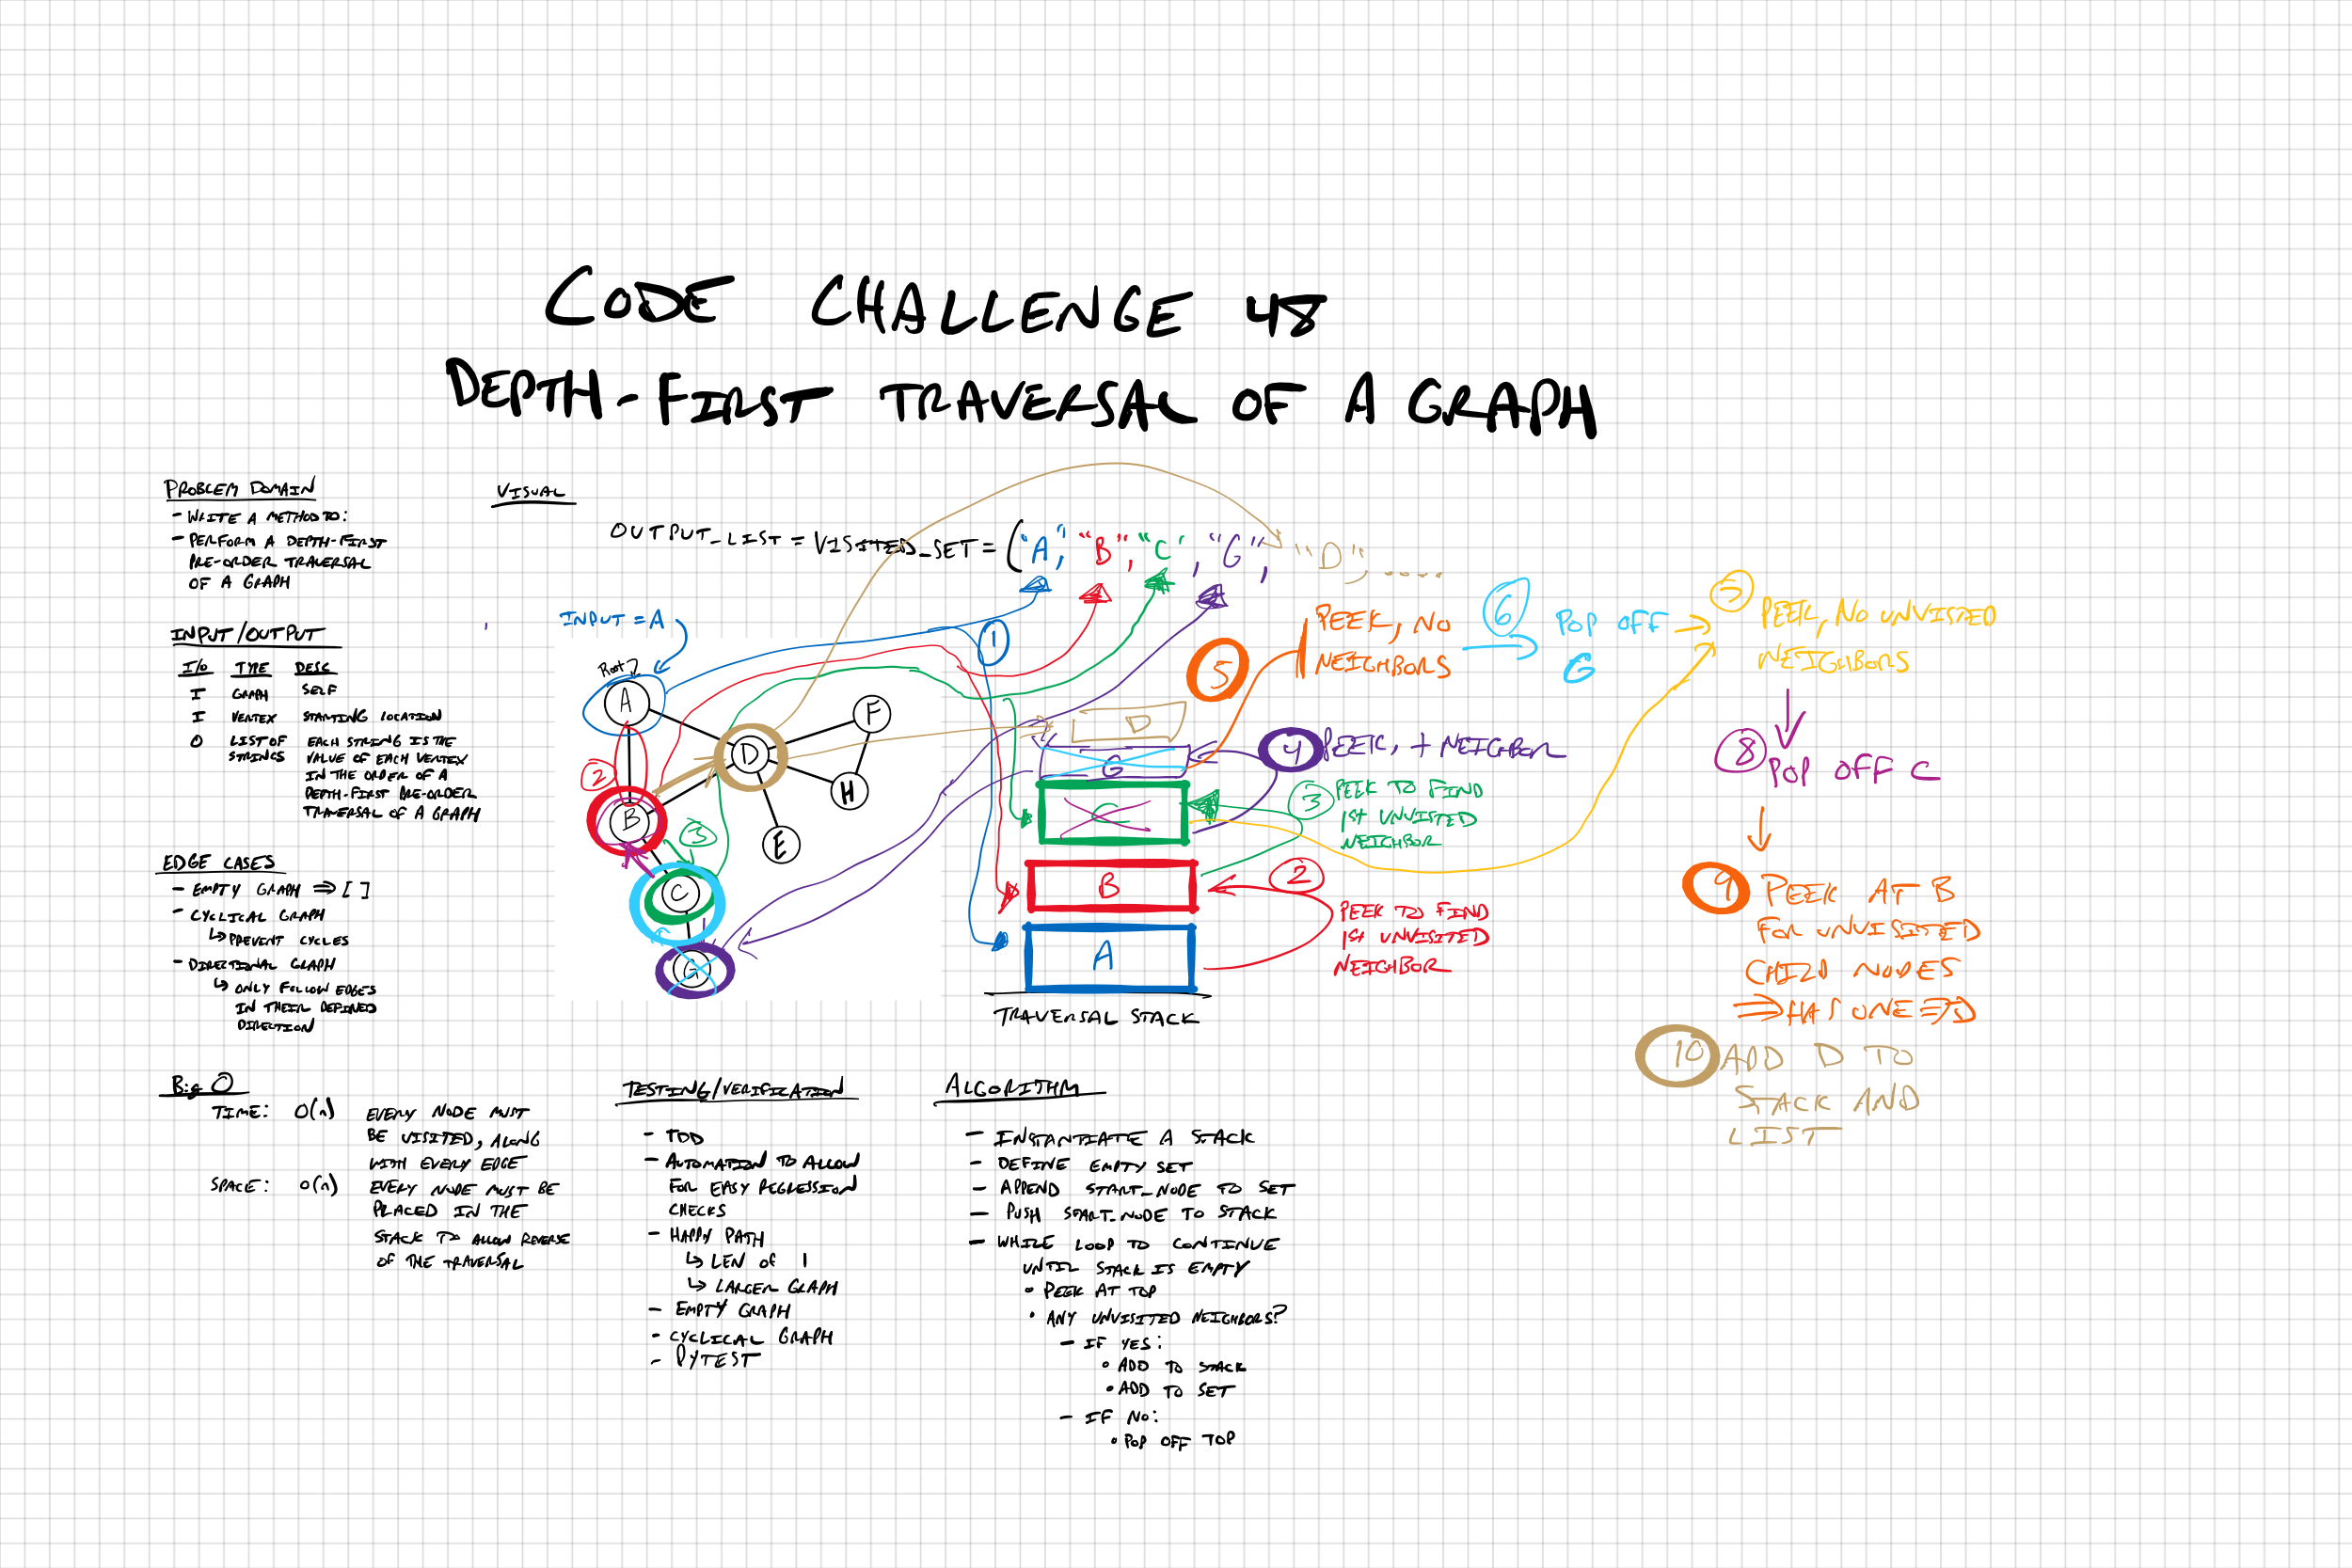 CODE CHALLENGE 48
DEPTH-FIRST TRAVERSAL OF A GRAPH
PROBLEM DOMAIN
- WRITE A METHOD TO:
- PERFORM A DEPTH-FIRST
PRE-ORDER TRAVERSAL
OF A GRAPH
INPUT/OUTPUT
I/O TYPE DESC
I GRAPH SELF
I VERTEX STARTING LOCATION
O LIST OF STRINGS EACH STRING IS THE
VALUE OF EACH VERTEX
IN THE ORDER OF A
DEPTH-FIRST PRE-ORDER
TRAVERSAL OF A GRAPH
EDGE CASES
- EMPTY GRAPH ⇒ [ ]
- CYCLICAL GRAPH
↳ PREVENT CYCLES
- DIRECTIONAL GRAPH
↳ ONLY FOLLOW EDGES
IN THEIR DEFINED
DIRECTION
VISUAL
OUTPUT_LIST = VISITED_SET = ("A", "B", "C", "G", "D", ....
INPUT = A
Root
A
B
C
G
D
F
H
E
2
3
1
D
G
C
B
A
TRAVERSAL STACK
2
PEEK TO FIND
1st UNVISITED
NEIGHBOR
3 PEEK TO FIND
1st UNVISITED
NEIGHBOR
4 PEEK, + NEIGHBOR
5 PEEK, NO
NEIGHBORS
6 POP OFF →
G
PEEK, NO UNVISTED
NEIGHBORS
8 POP OFF C
9 PEEK AT B
FOR UNVISITED
CHILD NODES
⇒ HAS ONE ⇒ D
10 ADD D TO
STACK AND
LIST
Big O
TIME: O(n) EVERY NODE MUST
BE VISITED, ALONG
WITH EVERY EDGE
SPACE: O(n) EVERY NODE MUST BE
PLACED IN THE
STACK TO ALLOW REVERSE
OF THE TRAVERSAL
TESTING/VERIFICATION
- TDD
- AUTOMATION TO ALLOW
FOR EASY REGRESSION
CHECKS
- HAPPY PATH
↳ LEN OF 1
↳ LARGER GRAPH
- EMPTY GRAPH
- CYCLICAL GRAPH
- PYTEST
ALGORITHM
- INSTANTIATE A STACK
- DEFINE EMPTY SET
- APPEND START_NODE TO SET
- PUSH START_NODE TO STACK
- WHILE LOOP TO CONTINUE
UNTIL STACK IS EMPTY
• PEEK AT TOP
• ANY UNVISITED NEIGHBORS?
- IF YES:
• ADD TO STACK
• ADD TO SET
- IF NO:
• POP OFF TOP